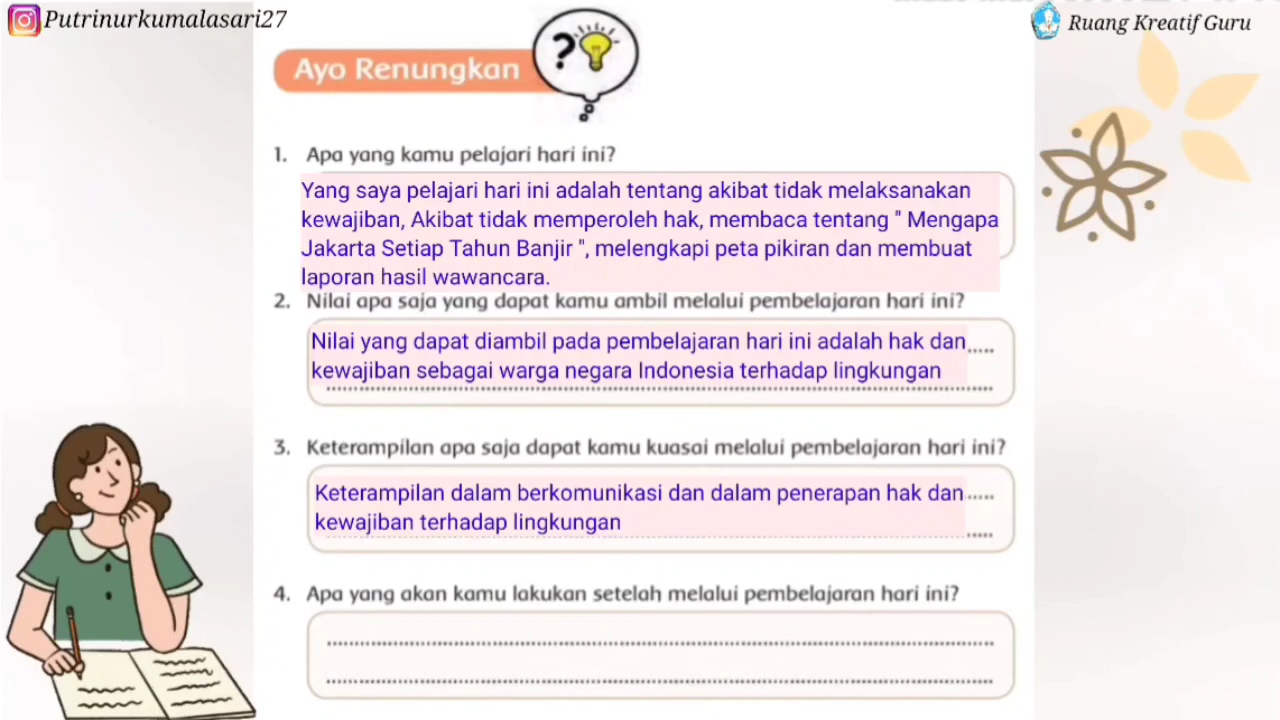 Putrinurkumalasari27
Ruang Kreatif Guru
Ayo Renungkan
1. Apa yang kamu pelajari hari ini?
Yang saya pelajari hari ini adalah tentang akibat tidak melaksanakan
kewajiban, Akibat tidak memperoleh hak, membaca tentang " Mengapa
Jakarta Setiap Tahun Banjir ", melengkapi peta pikiran dan membuat
laporan hasil wawancara.
2. Nilai apa saja yang dapat kamu ambil melalui pembelajaran hari ini?
Nilai yang dapat diambil pada pembelajaran hari ini adalah hak dan
kewajiban sebagai warga negara Indonesia terhadap lingkungan
3. Keterampilan apa saja dapat kamu kuasai melalui pembelajaran hari ini?
Keterampilan dalam berkomunikasi dan dalam penerapan hak dan
kewajiban terhadap lingkungan
4. Apa yang akan kamu lakukan setelah melalui pembelajaran hari ini?